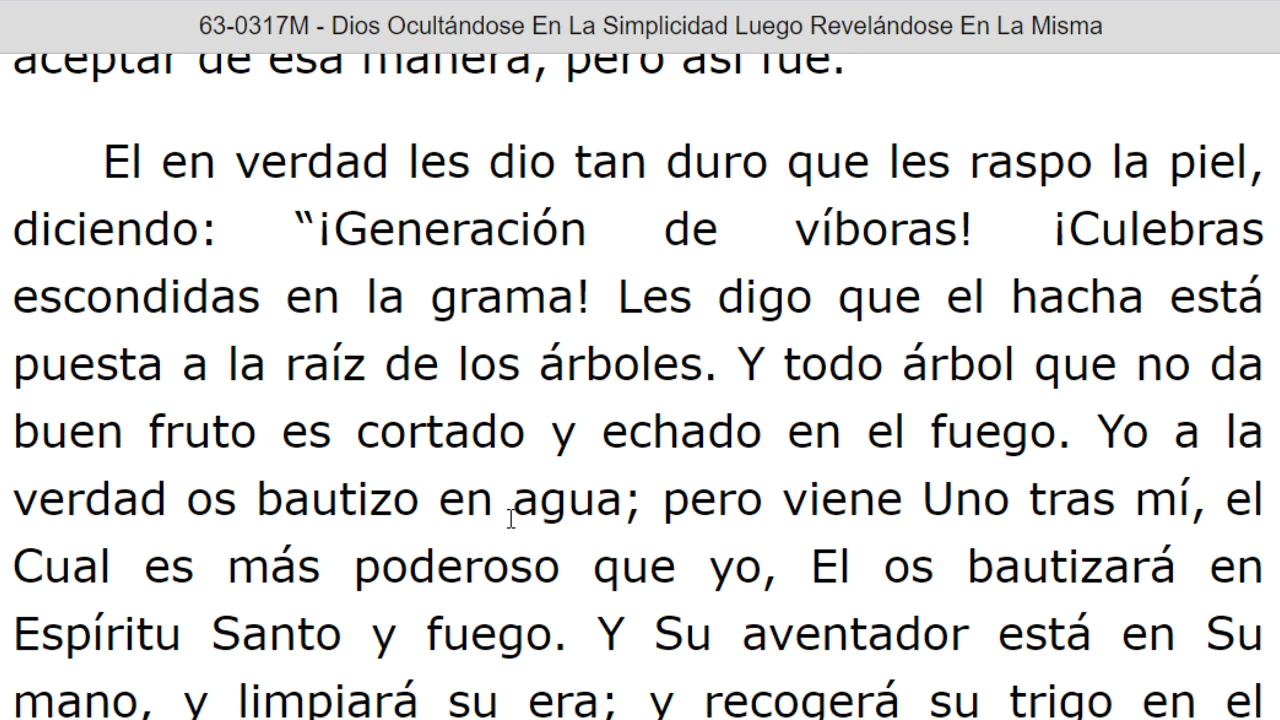 63-0317M - Dios Ocultándose En La Simplicidad Luego Revelándose En La Misma
aceptar de esa manera, pero así fue.
El en verdad les dio tan duro que les raspo la piel,
diciendo: “¡Generación de víboras! ¡Culebras
escondidas en la grama! Les digo que el hacha está
puesta a la raíz de los árboles. Y todo árbol que no da
buen fruto es cortado y echado en el fuego. Yo a la
verdad os bautizo en agua; pero viene Uno tras mí, el
Cual es más poderoso que yo, El os bautizará en
Espíritu Santo y fuego. Y Su aventador está en Su
mano, y limpiará su era; y recogerá su trigo en el